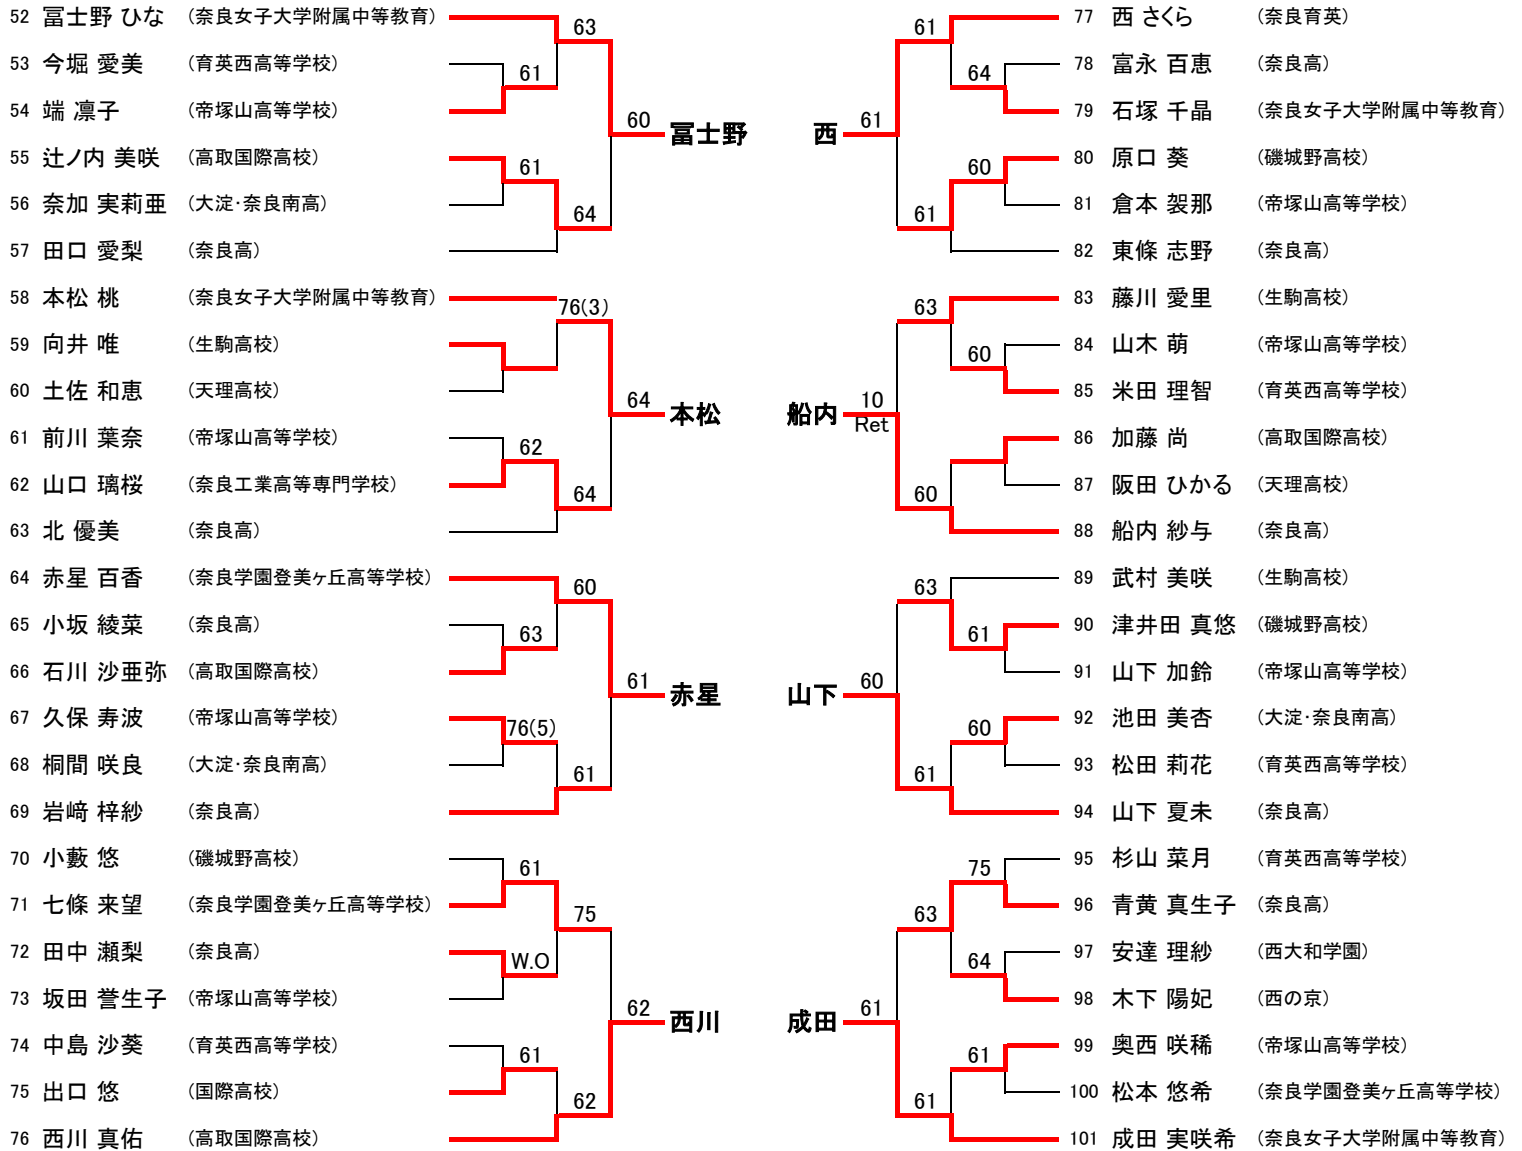 52 冨士野 ひな (奈良女子大学附属中等教育)
53 今堀 愛美 (育英西高等学校)
54 端 凛子 (帝塚山高等学校)
55 辻ノ内 美咲 (高取国際高校)
56 奈加 実莉亜 (大淀・奈良南高)
57 田口 愛梨 (奈良高)
63
61
61
64
60 冨士野
58 本松 桃 (奈良女子大学附属中等教育)
59 向井 唯 (生駒高校)
60 土佐 和恵 (天理高校)
61 前川 葉奈 (帝塚山高等学校)
62 山口 璃桜 (奈良工業高等専門学校)
63 北 優美 (奈良高)
76(3)
62
64
64 本松
64 赤星 百香 (奈良学園登美ヶ丘高等学校)
65 小坂 綾菜 (奈良高)
66 石川 沙亜弥 (高取国際高校)
67 久保 寿波 (帝塚山高等学校)
68 桐間 咲良 (大淀・奈良南高)
69 岩﨑 梓紗 (奈良高)
60
63
76(5)
61
61 赤星
70 小藪 悠 (磯城野高校)
71 七條 来望 (奈良学園登美ヶ丘高等学校)
72 田中 瀬梨 (奈良高)
73 坂田 誉生子 (帝塚山高等学校)
74 中島 沙葵 (育英西高等学校)
75 出口 悠 (国際高校)
76 西川 真佑 (高取国際高校)
61
75
W.O
61
62
62 西川
77 西 さくら (奈良育英)
78 富永 百恵 (奈良高)
79 石塚 千晶 (奈良女子大学附属中等教育)
80 原口 葵 (磯城野高校)
81 倉本 袈那 (帝塚山高等学校)
82 東條 志野 (奈良高)
61
64
60
61
西 61
83 藤川 愛里 (生駒高校)
84 山木 萌 (帝塚山高等学校)
85 米田 理智 (育英西高等学校)
86 加藤 尚 (高取国際高校)
87 阪田 ひかる (天理高校)
88 船内 紗与 (奈良高)
63
60
60
船内 10
Ret
89 武村 美咲 (生駒高校)
90 津井田 真悠 (磯城野高校)
91 山下 加鈴 (帝塚山高等学校)
92 池田 美杏 (大淀・奈良南高)
93 松田 莉花 (育英西高等学校)
94 山下 夏未 (奈良高)
63
61
60
61
山下 60
95 杉山 菜月 (育英西高等学校)
96 青黄 真生子 (奈良高)
97 安達 理紗 (西大和学園)
98 木下 陽妃 (西の京)
99 奥西 咲稀 (帝塚山高等学校)
100 松本 悠希 (奈良学園登美ヶ丘高等学校)
101 成田 実咲希 (奈良女子大学附属中等教育)
75
63
64
61
61
成田 61